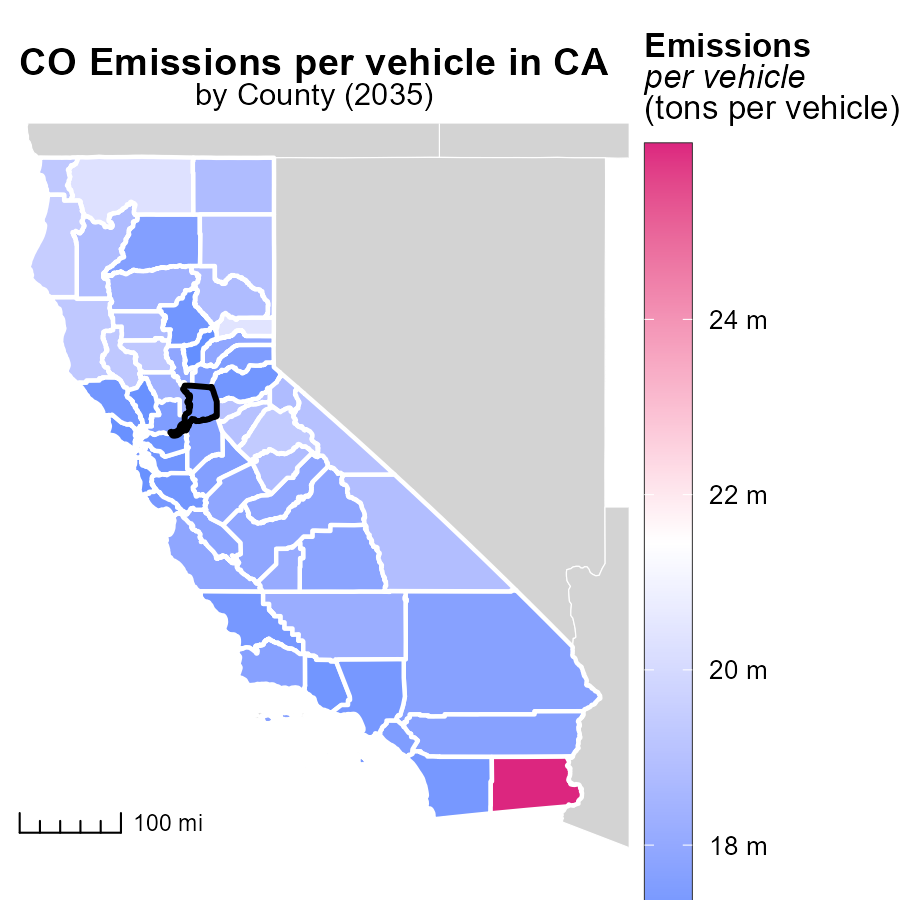 CO Emissions per vehicle in CA
by County (2035)
Emissions
per vehicle
(tons per vehicle)
24 m
22 m
20 m
18 m
100 mi